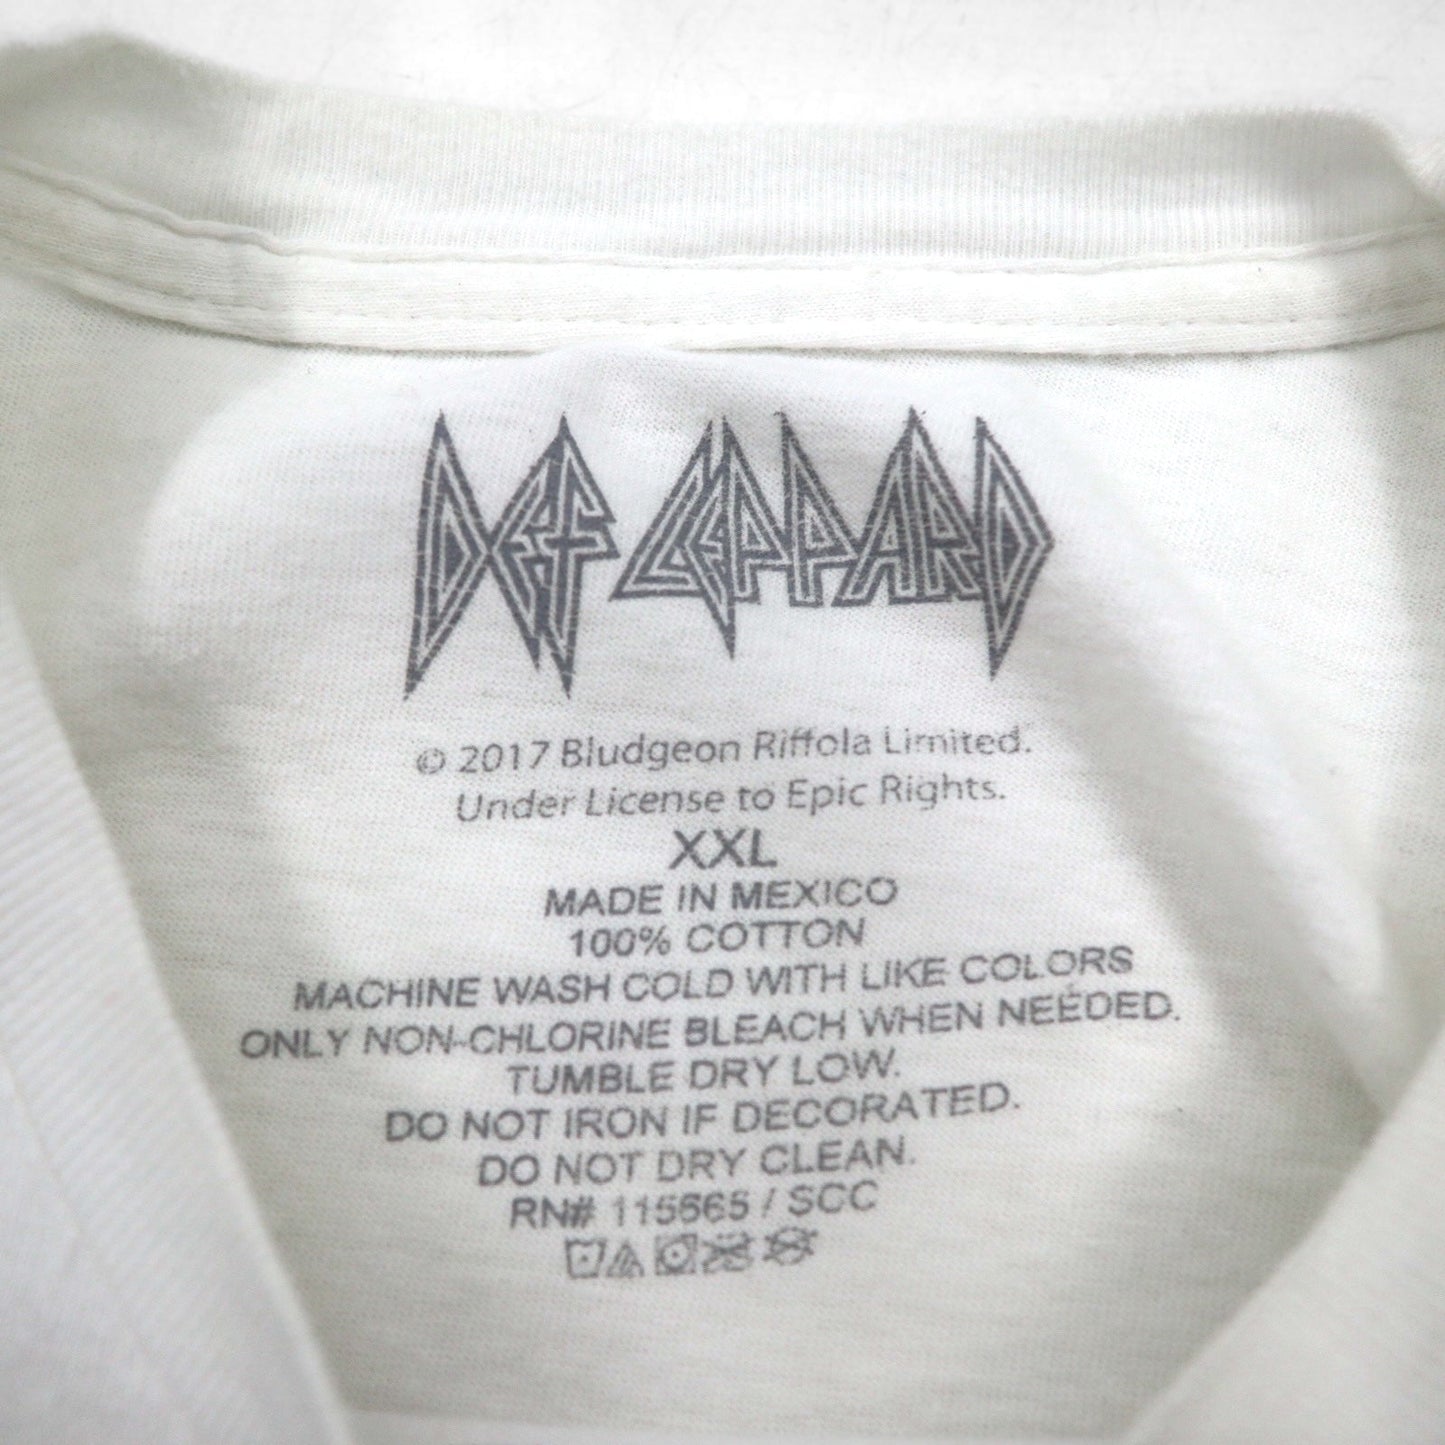 DEF LEPPARD
© 2017 Bludgeon Riffola Limited.
Under License to Epic Rights.
XXL
MADE IN MEXICO
100% COTTON
MACHINE WASH COLD WITH LIKE COLORS
ONLY NON-CHLORINE BLEACH WHEN NEEDED.
TUMBLE DRY LOW.
DO NOT IRON IF DECORATED.
DO NOT DRY CLEAN.
RN# 115665 / SCC